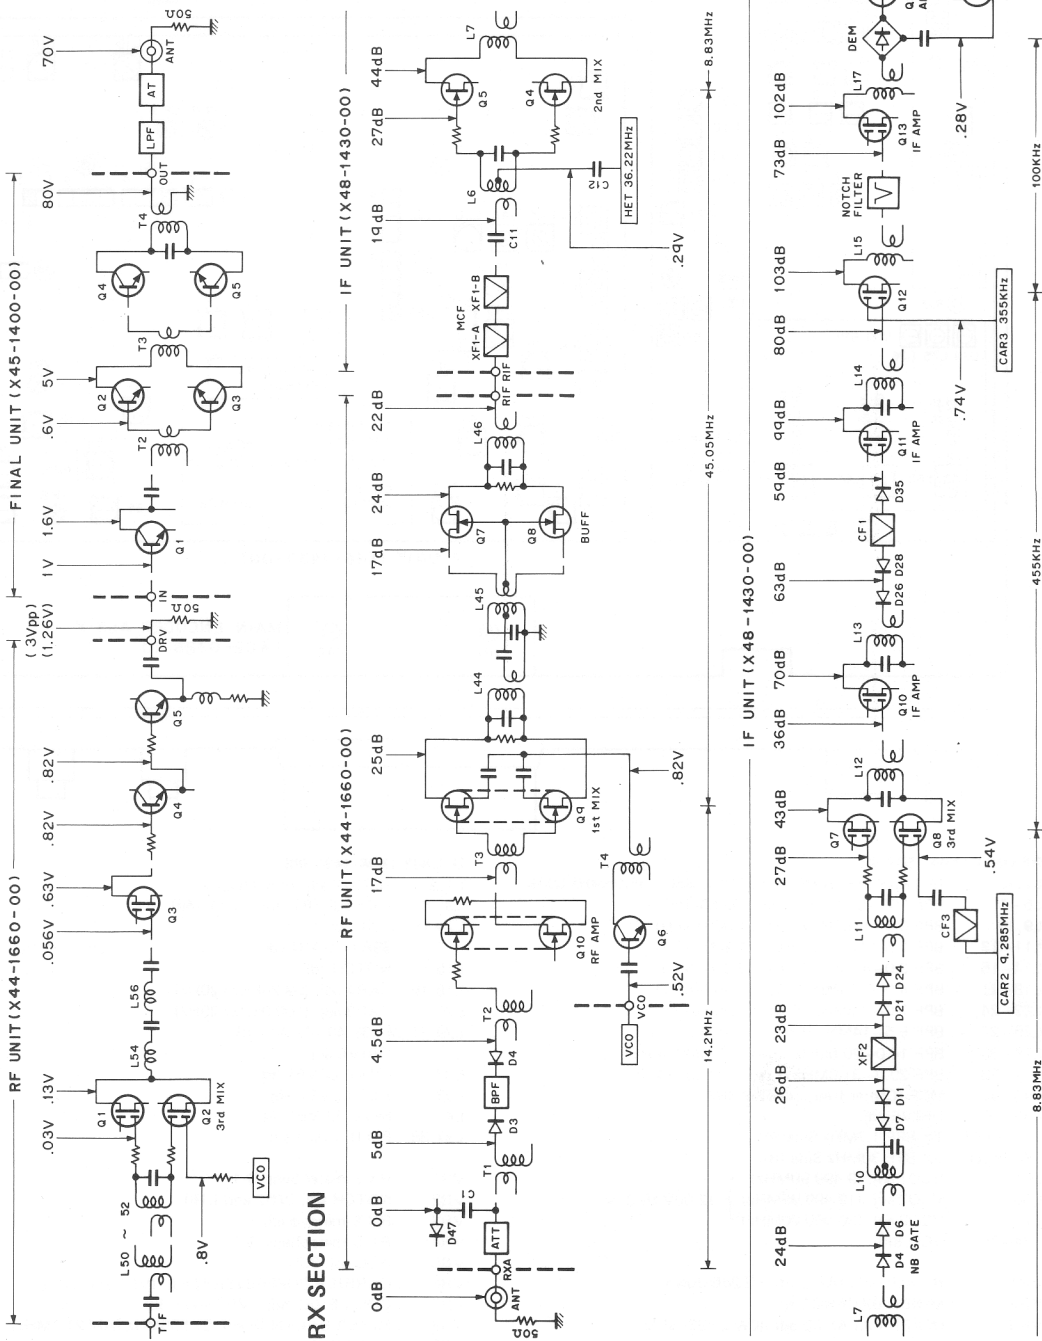 RF UNIT (X44-1660-00)
FINAL UNIT (X45-1400-00)
.03V
.13V
.056V
.63V
.82V
.82V
( 3Vpp )
(1.26V)
1V
1.6V
.6V
5V
80V
70V
TIF
L50 ~ 52
.8V
VCO
Q1
Q2
3rd MIX
L54
L56
Q3
Q4
Q5
DRV
50Ω
IN
Q1
T2
Q2
Q3
T3
Q4
Q5
T4
OUT
LPF
AT
ANT
50Ω
RX SECTION
RF UNIT (X44-1660-00)
IF UNIT (X48-1430-00)
0dB
0dB
5dB
4.5dB
17dB
25dB
17dB
24dB
22dB
19dB
27dB
44dB
50Ω
ANT
RXA
ATT
D47
T1
D3
BPF
D4
T2
Q10
RF AMP
T3
Q9
1st MIX
L44
L45
Q7
Q8
BUFF
L46
RIF
RIF
XF1-A
XF1-B
MCF
C11
L6
C12
HET 36.22MHz
.29V
Q5
Q4
2nd MIX
L7
VCO
VCO
.52V
Q6
T4
.82V
14.2MHz
45.05MHz
8.83MHz
IF UNIT (X48-1430-00)
24dB
26dB
23dB
27dB
43dB
36dB
70dB
63dB
59dB
99dB
80dB
103dB
73dB
102dB
L7
D4
D6
NB GATE
L10
D7
D11
XF2
D21
D24
L11
CF3
CAR2 9.285MHz
.54V
Q7
Q8
3rd MIX
L12
Q10
IF AMP
L13
D26
D28
CF1
D35
Q11
IF AMP
L14
.74V
CAR3 355KHz
Q12
L15
NOTCH
FILTER
Q13
IF AMP
L17
DEM
.28V
8.83MHz
455KHz
100KHz